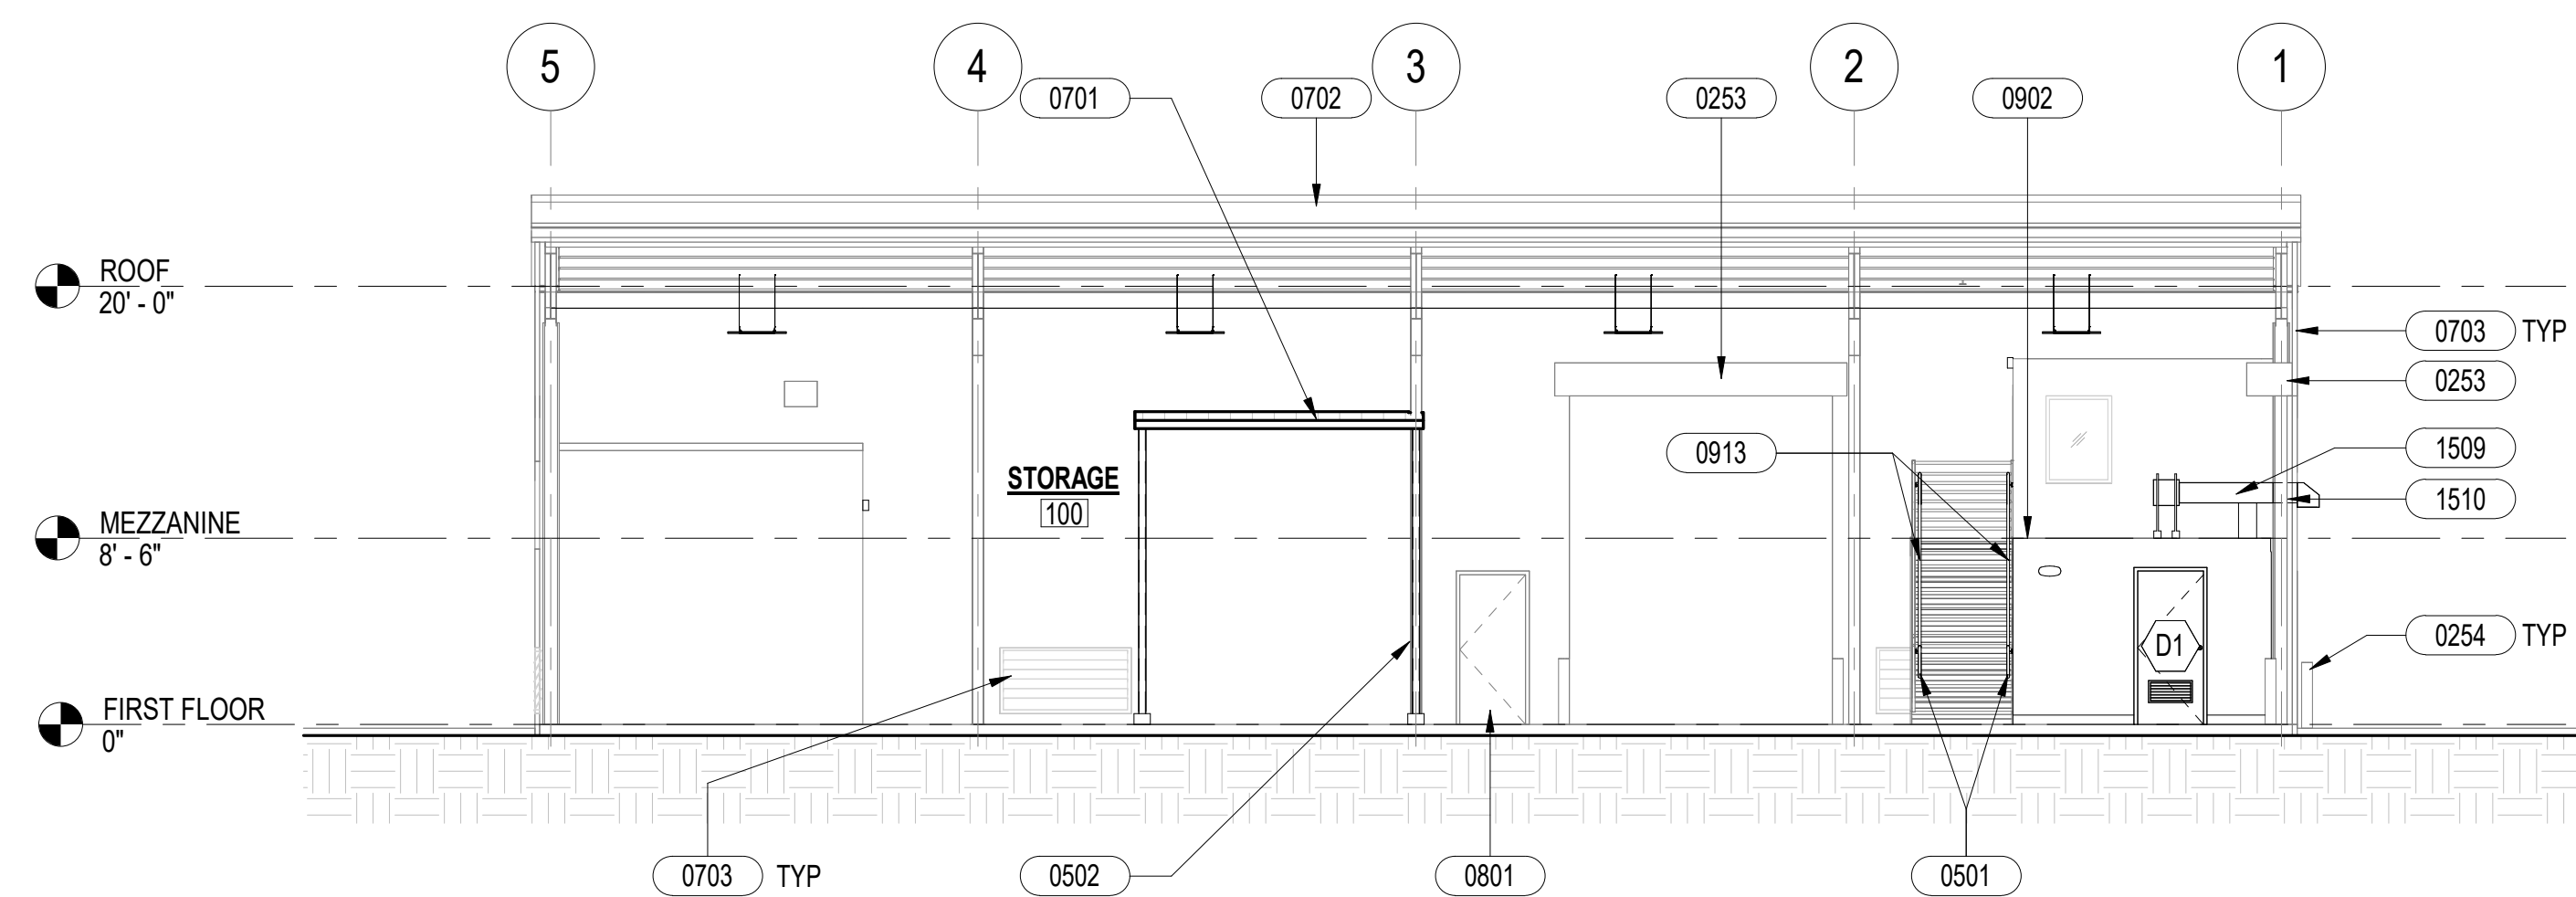 5
4
3
2
1
0701
0702
0253
0902
ROOF
20' - 0"
0703 TYP
0253
0913
1509
STORAGE
100
1510
MEZZANINE
8' - 6"
D1
0254 TYP
FIRST FLOOR
0"
0703 TYP
0502
0801
0501